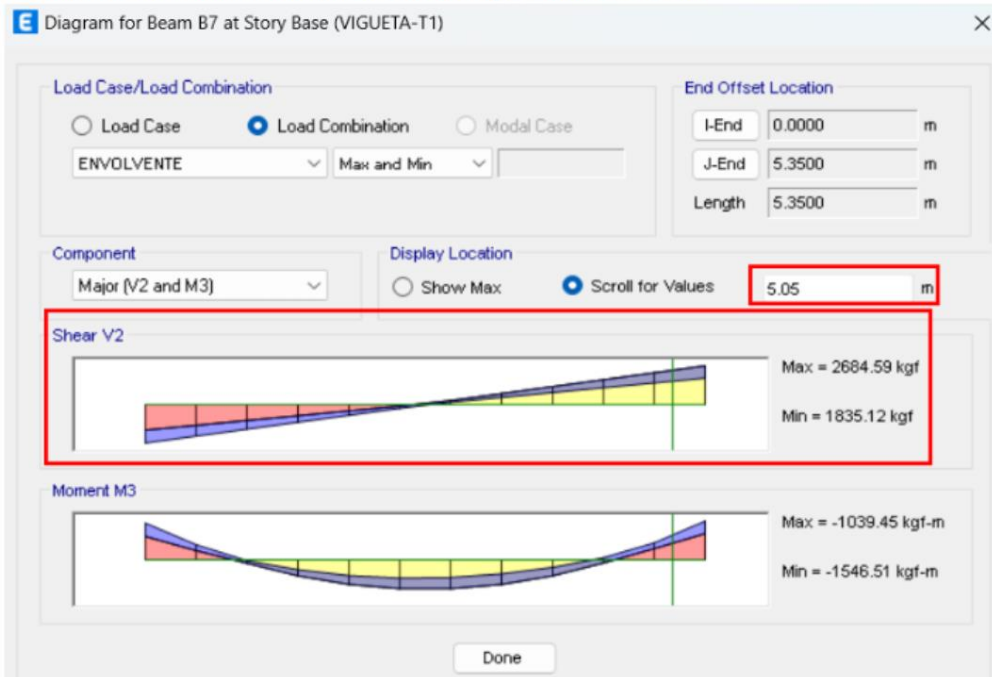 E Diagram for Beam B7 at Story Base (VIGUETA-T1)
Load Case/Load Combination
Load Case Load Combination Modal Case
ENVOLVENTE Max and Min
End Offset Location
I-End 0.0000 m
J-End 5.3500 m
Length 5.3500 m
Component
Major (V2 and M3)
Display Location
Show Max Scroll for Values 5.05 m
Shear V2
Max = 2684.59 kgf
Min = 1835.12 kgf
Moment M3
Max = -1039.45 kgf-m
Min = -1546.51 kgf-m
Done